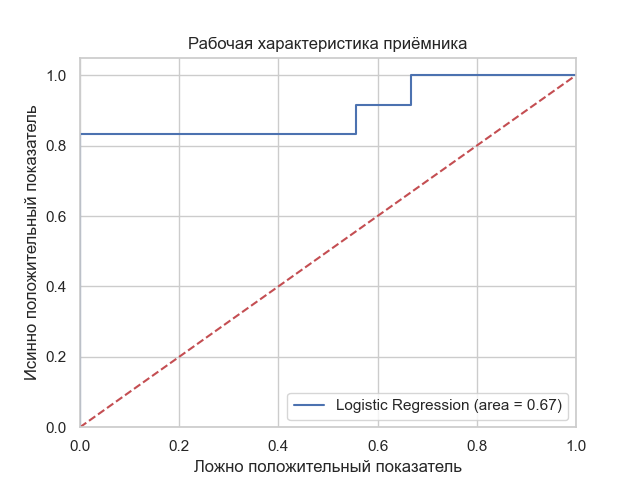 Рабочая характеристика приёмника
Исинно положительный показатель
1.0
0.8
0.6
0.4
0.2
0.0
Logistic Regression (area = 0.67)
0.0 0.2 0.4 0.6 0.8 1.0
Ложно положительный показатель